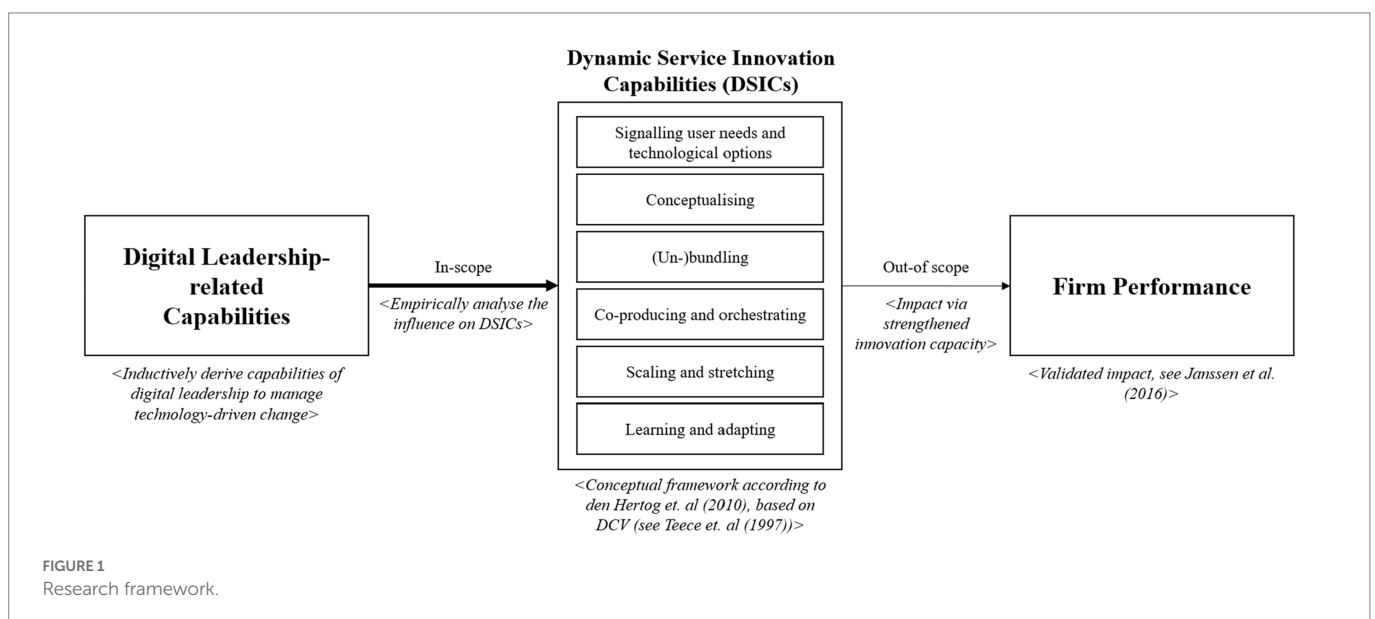 Dynamic Service Innovation
Capabilities (DSICs)
Signalling user needs and
technological options
Conceptualising
(Un-)bundling
Co-producing and orchestrating
Scaling and stretching
Learning and adapting
<Conceptual framework according to
den Hertog et. al (2010), based on
DCV (see Teece et. al (1997))>
Digital Leadership-
related
Capabilities
<Inductively derive capabilities of
digital leadership to manage
technology-driven change>
In-scope
<Empirically analyse the
influence on DSICs>
Out-of scope
<Impact via
strengthened
innovation capacity>
Firm Performance
<Validated impact, see Janssen et al.
(2016)>
FIGURE 1
Research framework.